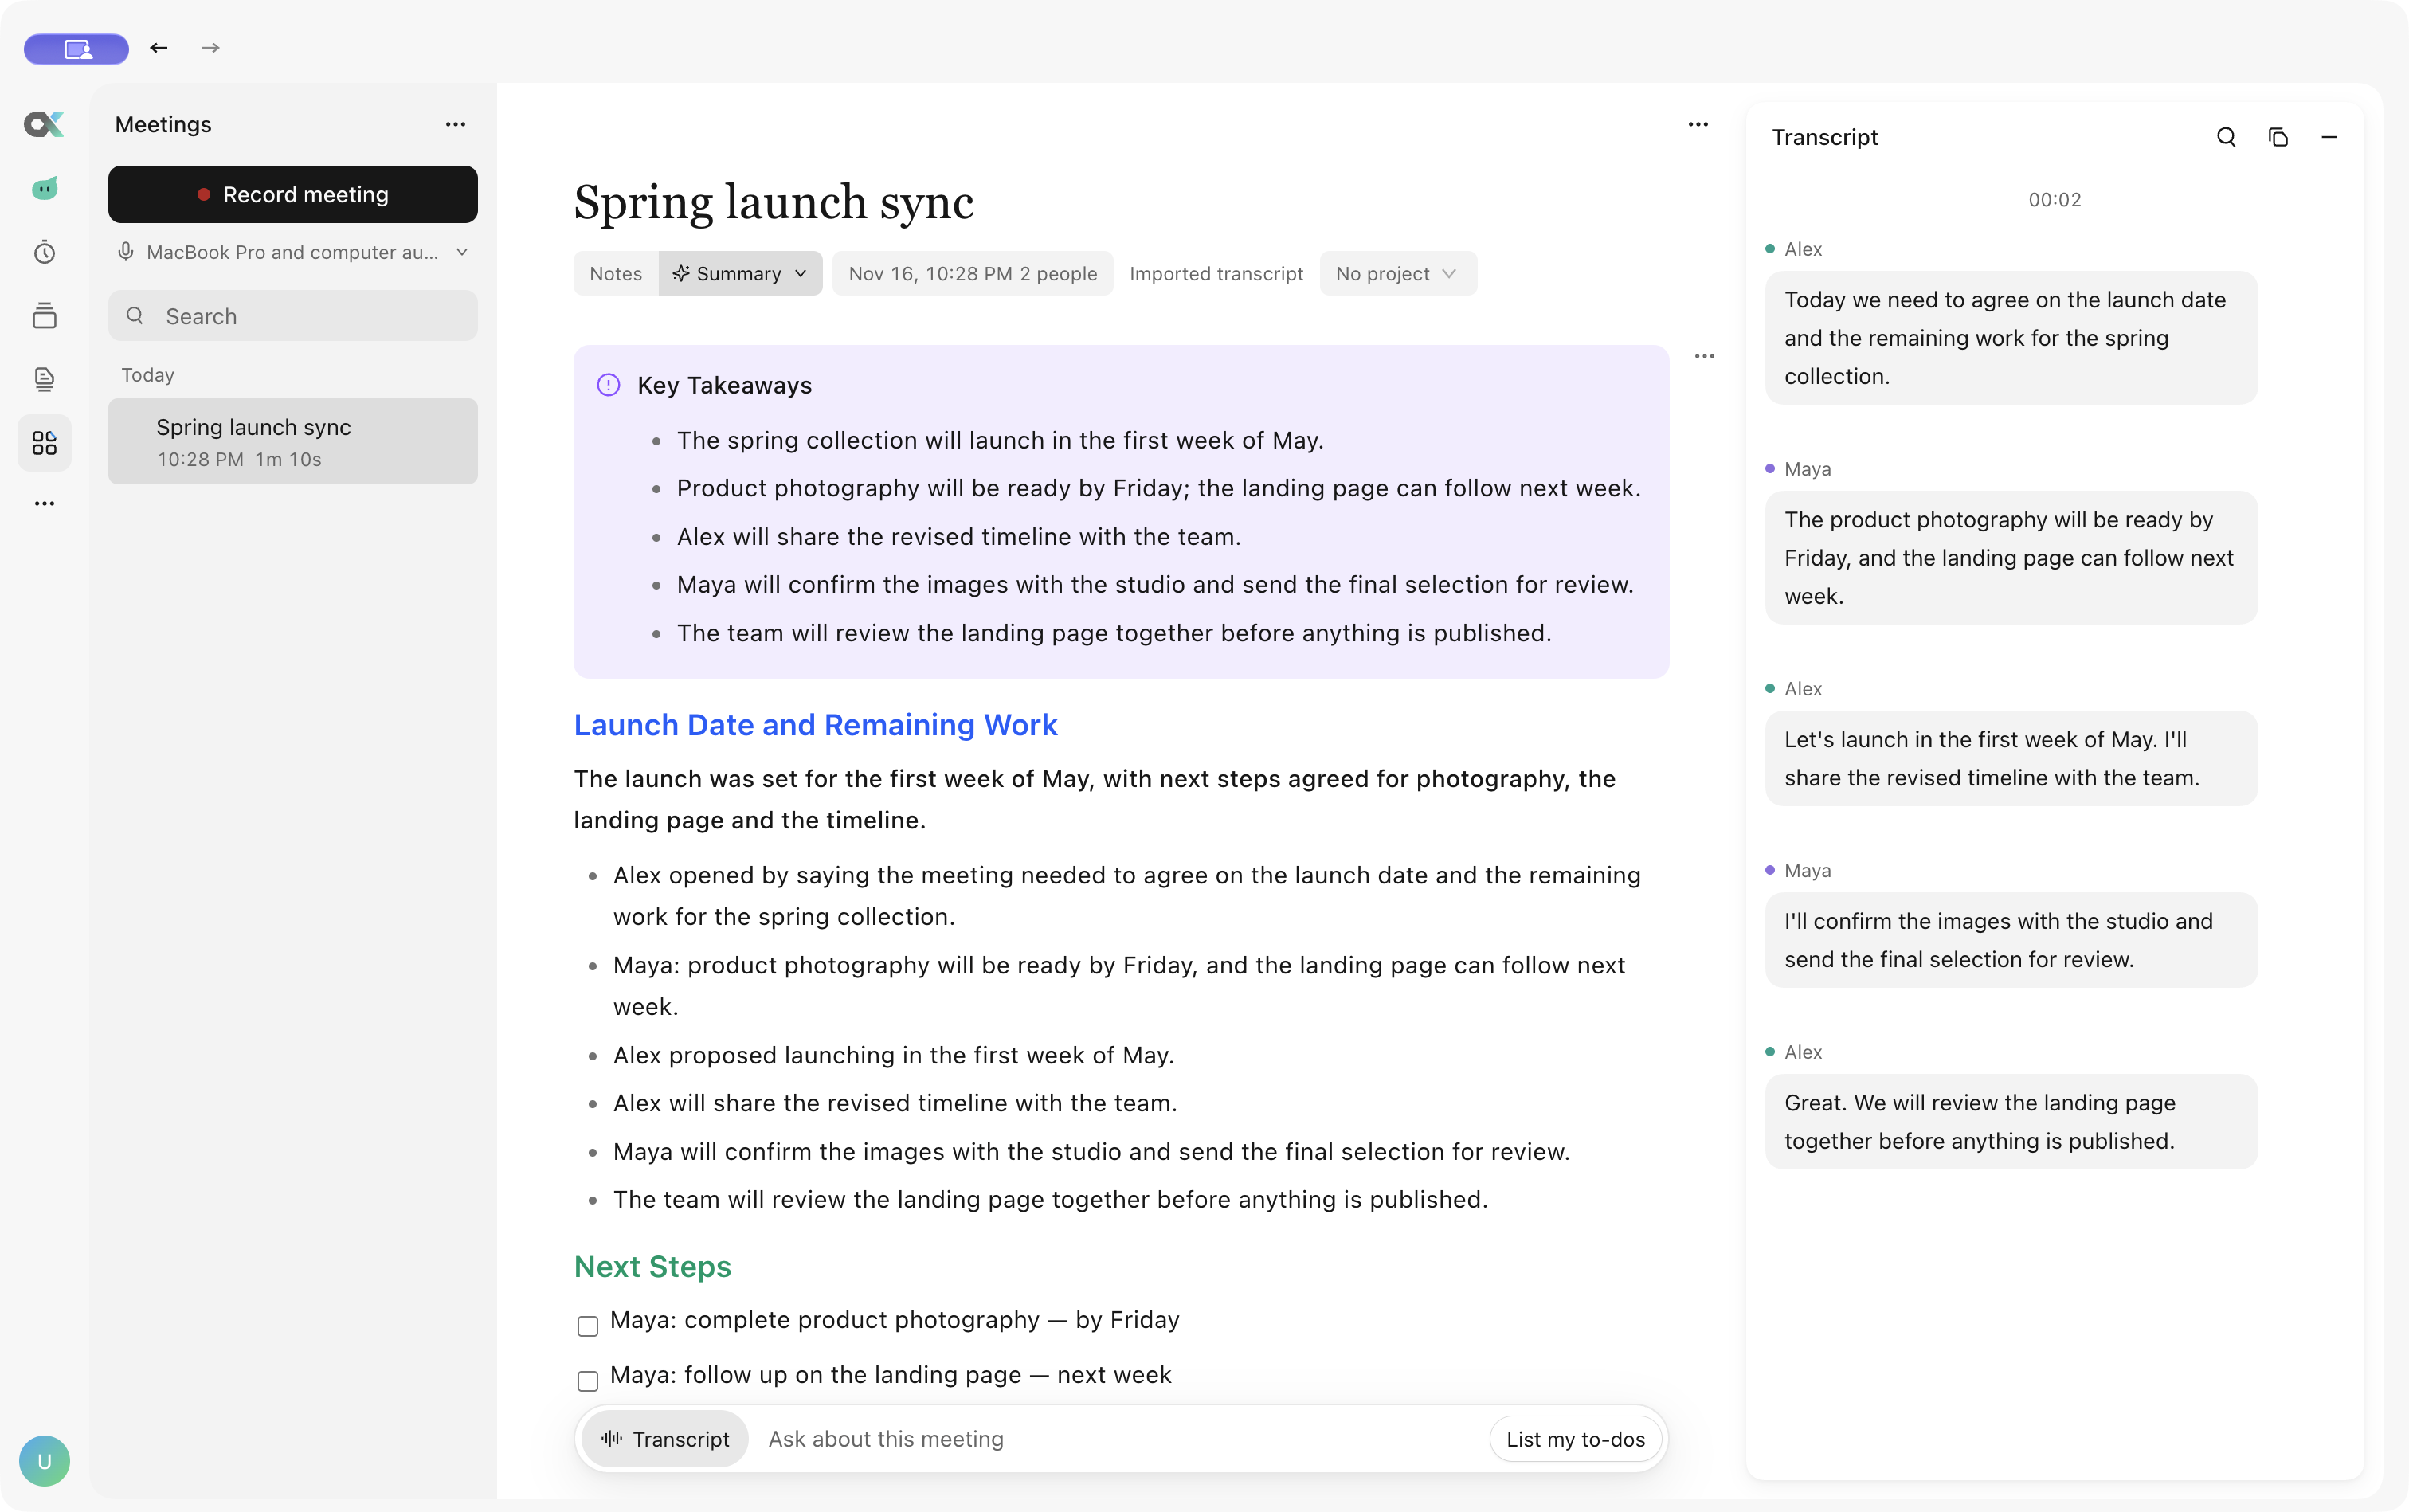 Meetings
Record meeting
MacBook Pro and computer au...
Search
Today
Spring launch sync
10:28 PM 1m 10s
U
Spring launch sync
Notes
Summary
Nov 16, 10:28 PM 2 people
Imported transcript
No project
Key Takeaways
The spring collection will launch in the first week of May.
Product photography will be ready by Friday; the landing page can follow next week.
Alex will share the revised timeline with the team.
Maya will confirm the images with the studio and send the final selection for review.
The team will review the landing page together before anything is published.
Launch Date and Remaining Work
The launch was set for the first week of May, with next steps agreed for photography, the
landing page and the timeline.
Alex opened by saying the meeting needed to agree on the launch date and the remaining
work for the spring collection.
Maya: product photography will be ready by Friday, and the landing page can follow next
week.
Alex proposed launching in the first week of May.
Alex will share the revised timeline with the team.
Maya will confirm the images with the studio and send the final selection for review.
The team will review the landing page together before anything is published.
Next Steps
Maya: complete product photography — by Friday
Maya: follow up on the landing page — next week
Transcript
Ask about this meeting
List my to-dos
Transcript
00:02
Alex
Today we need to agree on the launch date
and the remaining work for the spring
collection.
Maya
The product photography will be ready by
Friday, and the landing page can follow next
week.
Alex
Let's launch in the first week of May. I'll
share the revised timeline with the team.
Maya
I'll confirm the images with the studio and
send the final selection for review.
Alex
Great. We will review the landing page
together before anything is published.